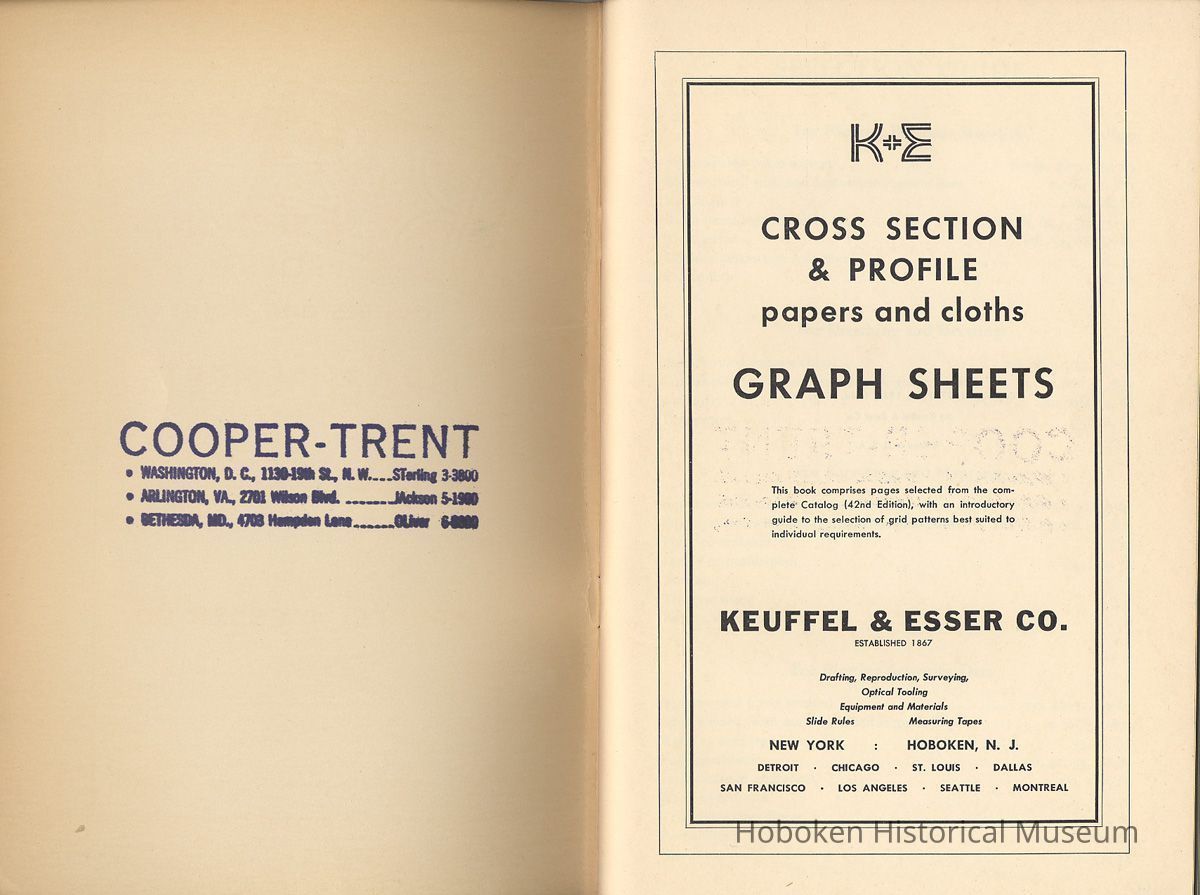 COOPER-TRENT
• WASHINGTON, D. C., 1130-19th St., N. W.....STerling 3-3800
• ARLINGTON, VA., 2701 Wilson Blvd. ........JAckson 5-1900
• BETHESDA, MD., 4703 Hampden Lane.......OLiver
K+E
CROSS SECTION
& PROFILE
papers and cloths
GRAPH SHEETS
This book comprises pages selected from the com-
plete Catalog (42nd Edition), with an introductory
guide to the selection of grid patterns best suited to
individual requirements.
KEUFFEL & ESSER CO.
ESTABLISHED 1867
Drafting, Reproduction, Surveying,
Optical Tooling
Equipment and Materials
Slide Rules Measuring Tapes
NEW YORK : HOBOKEN, N. J.
DETROIT · CHICAGO · ST. LOUIS · DALLAS
SAN FRANCISCO · LOS ANGELES · SEATTLE · MONTREAL
Hoboken Historical Museum